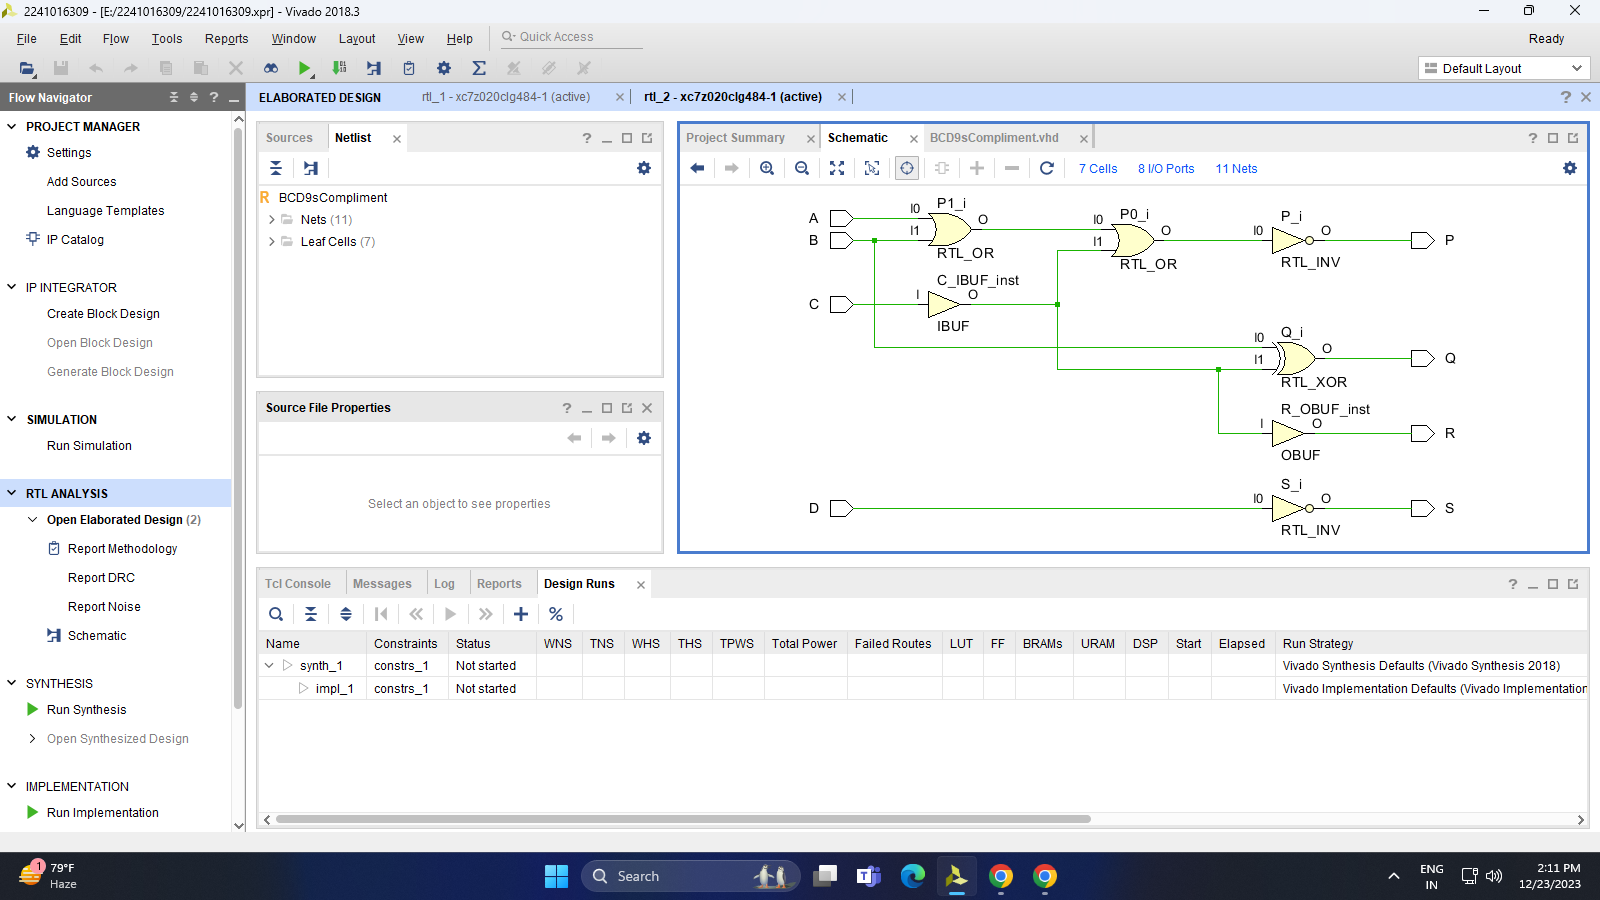 2241016309 - [E:/2241016309/2241016309.xpr] - Vivado 2018.3
File Edit Flow Tools Reports Window Layout View Help Quick Access Ready
Default Layout
Flow Navigator
PROJECT MANAGER
Settings
Add Sources
Language Templates
IP Catalog
IP INTEGRATOR
Create Block Design
Open Block Design
Generate Block Design
SIMULATION
Run Simulation
RTL ANALYSIS
Open Elaborated Design (2)
Report Methodology
Report DRC
Report Noise
Schematic
SYNTHESIS
Run Synthesis
Open Synthesized Design
IMPLEMENTATION
Run Implementation
ELABORATED DESIGN rtl_1 - xc7z020clg484-1 (active) rtl_2 - xc7z020clg484-1 (active)
Sources Netlist
BCD9sCompliment
Nets (11)
Leaf Cells (7)
Source File Properties
Select an object to see properties
Project Summary Schematic BCD9sCompliment.vhd
7 Cells 8 I/O Ports 11 Nets
P1_i
I0 O
A
I1
B
RTL_OR
P0_i
I0 O
I1
RTL_OR
P_i
I0 O
P
RTL_INV
C_IBUF_inst
I O
C
IBUF
Q_i
I0 O
I1
Q
RTL_XOR
R_OBUF_inst
I O
R
OBUF
S_i
I0 O
D S
RTL_INV
Tcl Console Messages Log Reports Design Runs
Name Constraints Status WNS TNS WHS THS TPWS Total Power Failed Routes LUT FF BRAMs URAM DSP Start Elapsed Run Strategy
synth_1 constrs_1 Not started Vivado Synthesis Defaults (Vivado Synthesis 2018)
impl_1 constrs_1 Not started Vivado Implementation Defaults (Vivado Implementation
1
79°F
Haze
Search
ENG
IN
2:11 PM
12/23/2023